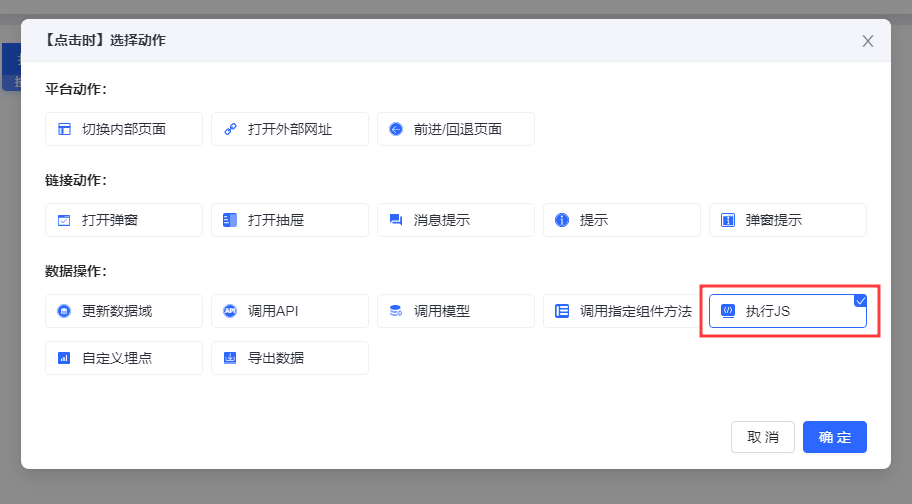 【点击时】选择动作
平台动作：
切换内部页面 打开外部网址 前进/回退页面
链接动作：
打开弹窗 打开抽屉 消息提示 提示 弹窗提示
数据操作：
更新数据域 调用API 调用模型 调用指定组件方法 执行JS
自定义埋点 导出数据
取消 确定